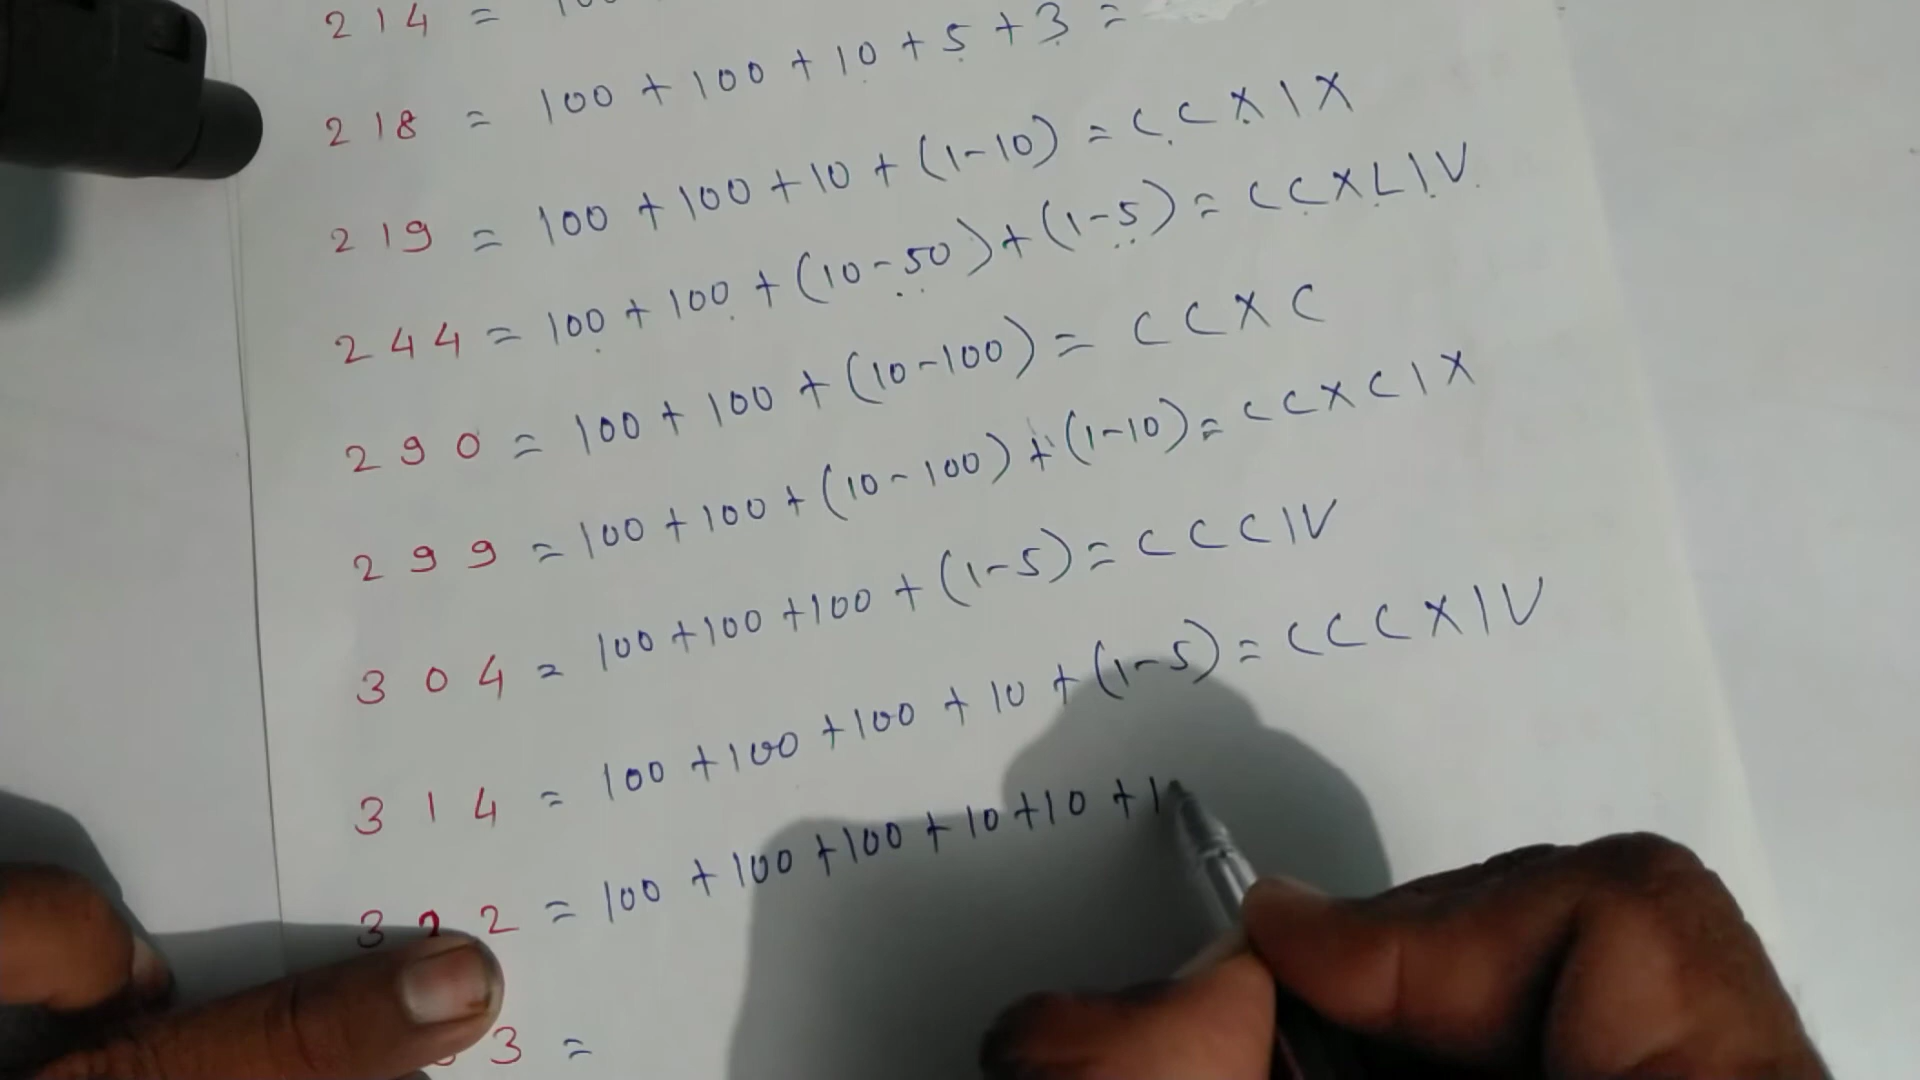 214 = 100
218 = 100 + 100 + 10 + 5 + 3 =
219 = 100 + 100 + 10 + (1-10) = CCXIX
244 = 100 + 100 + (10-50) + (1-5) = CCXLIV
290 = 100 + 100 + (10-100) = CCXC
299 = 100 + 100 + (10-100) + (1-10) = CCXCIX
304 = 100 + 100 + 100 + (1-5) = CCCIV
314 = 100 + 100 + 100 + 10 + (1-5) = CCCXIV
322 = 100 + 100 + 100 + 10 + 10 + 1
3 =